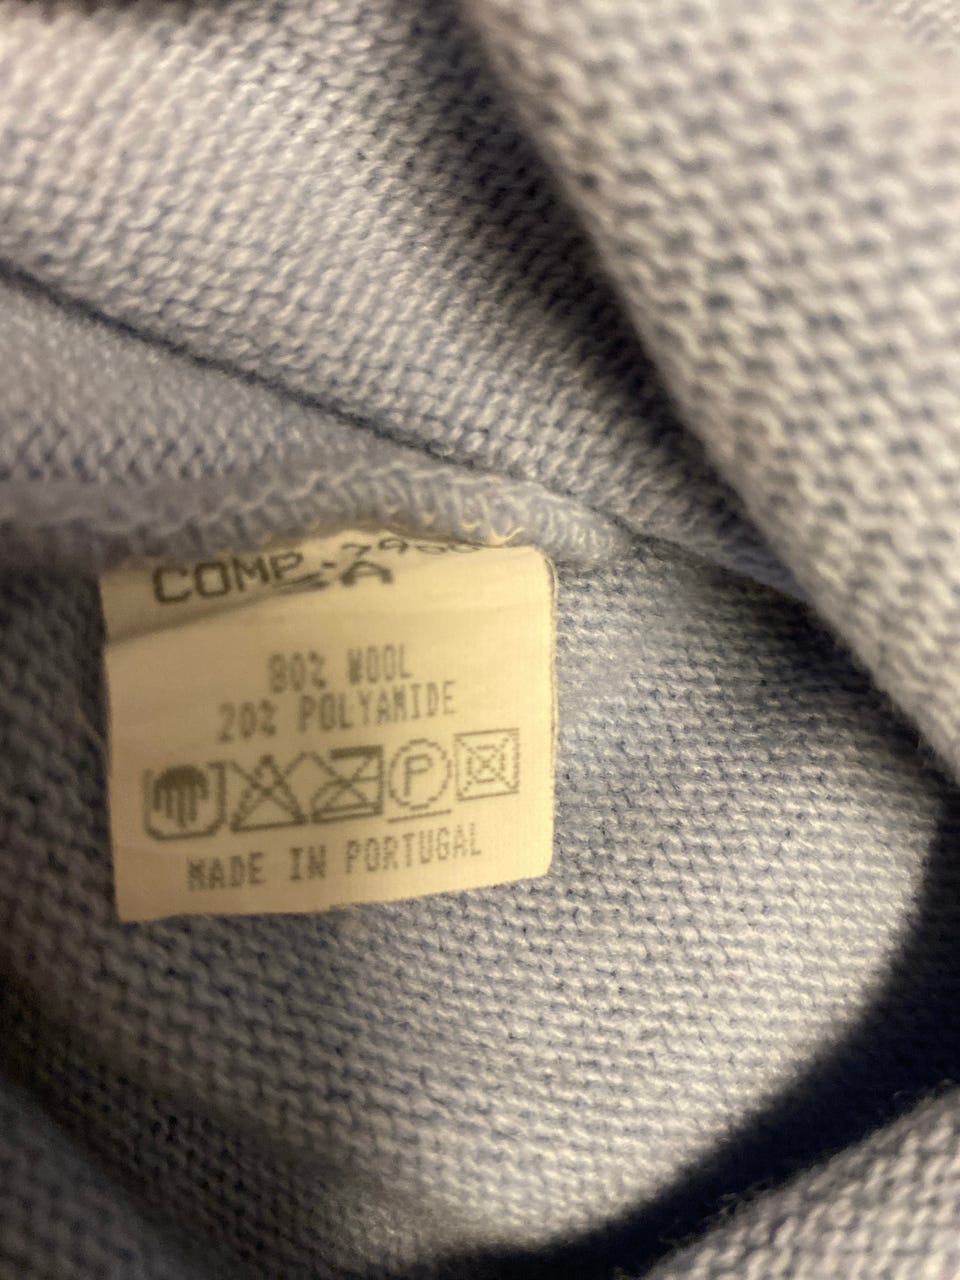 COMP.-A
80% WOOL
20% POLYAMIDE
P
MADE IN PORTUGAL